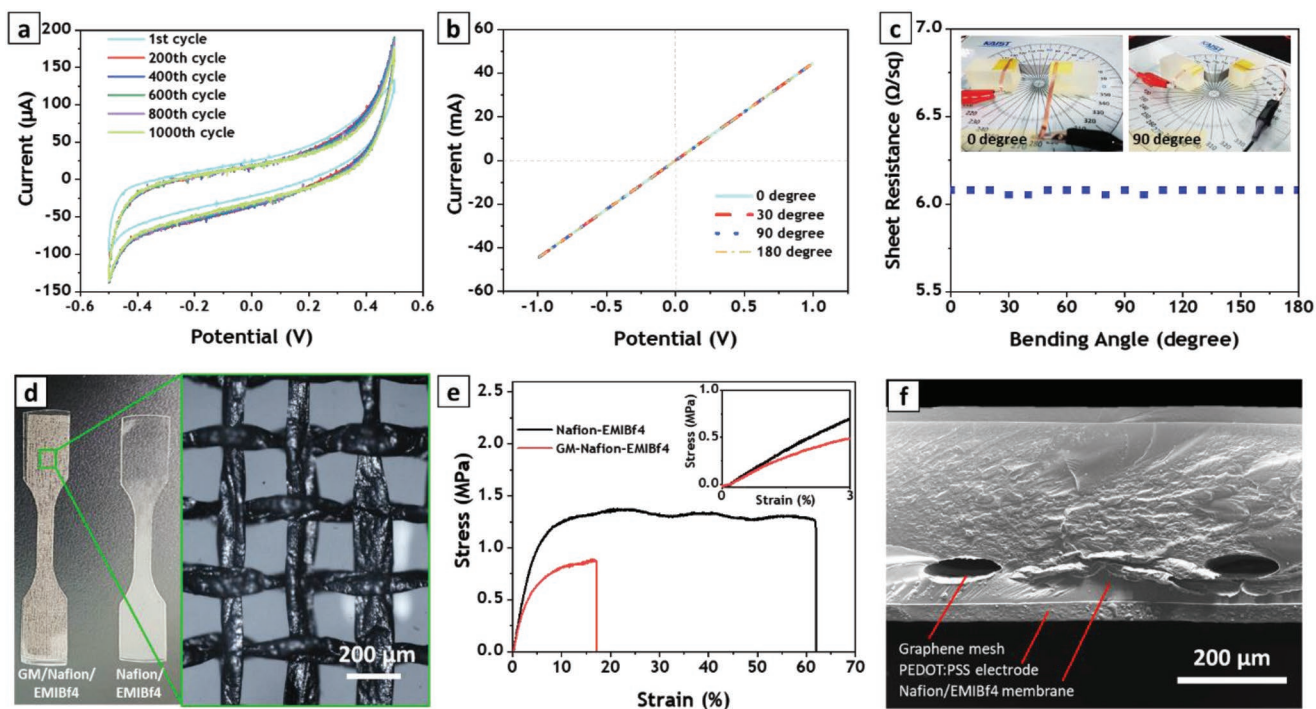 a
200
150
100
50
0
-50
-100
-150
Current (µA)
1st cycle
200th cycle
400th cycle
600th cycle
800th cycle
1000th cycle
-0.6 -0.4 -0.2 0.0 0.2 0.4 0.6
Potential (V)
b
60
40
20
0
-20
-40
-60
Current (mA)
0 degree
30 degree
90 degree
180 degree
-1.0 -0.5 0.0 0.5 1.0
Potential (V)
c
7.0
6.5
6.0
5.5
Sheet Resistance (Ω/sq)
KAIST
0 degree
90 degree
0 30 60 90 120 150 180
Bending Angle (degree)
d
GM/Nafion/
EMIBf4
Nafion/
EMIBf4
200 µm
e
2.5
2.0
1.5
1.0
0.5
0.0
Stress (MPa)
Nafion-EMIBf4
GM-Nafion-EMIBf4
1.0
0.5
0.0
Stress (MPa)
0 3
Strain (%)
0 10 20 30 40 50 60 70
Strain (%)
f
Graphene mesh
PEDOT:PSS electrode
Nafion/EMIBf4 membrane
200 µm